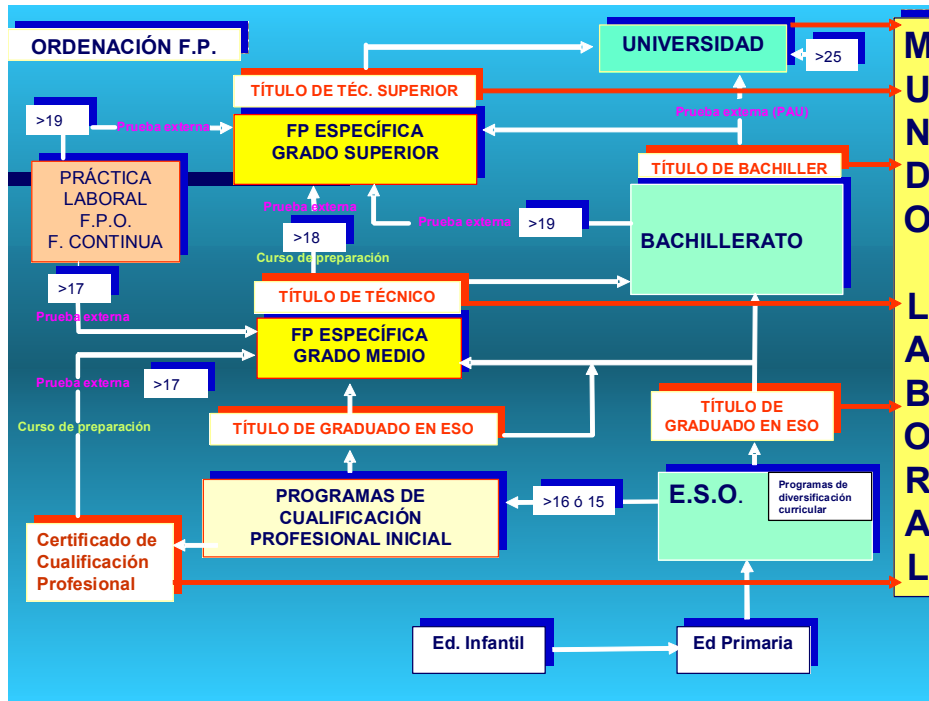 ORDENACIÓN F.P.
UNIVERSIDAD
>25
TÍTULO DE TÉC. SUPERIOR
>19
Prueba externa
Prueba externa (PAU)
FP ESPECÍFICA
GRADO SUPERIOR
TÍTULO DE BACHILLER
PRÁCTICA
LABORAL
F.P.O.
F. CONTINUA
Prueba externa
>18
Curso de preparación
Prueba externa
>19
BACHILLERATO
>17
Prueba externa
TÍTULO DE TÉCNICO
FP ESPECÍFICA
GRADO MEDIO
Prueba externa
>17
Curso de preparación
TÍTULO DE GRADUADO EN ESO
TÍTULO DE
GRADUADO EN ESO
PROGRAMAS DE
CUALIFICACIÓN
PROFESIONAL INICIAL
>16 ó 15
E.S.O.
Programas de
diversificación
curricular
Certificado de
Cualificación
Profesional
Ed. Infantil
Ed Primaria
MUNDO LABORAL